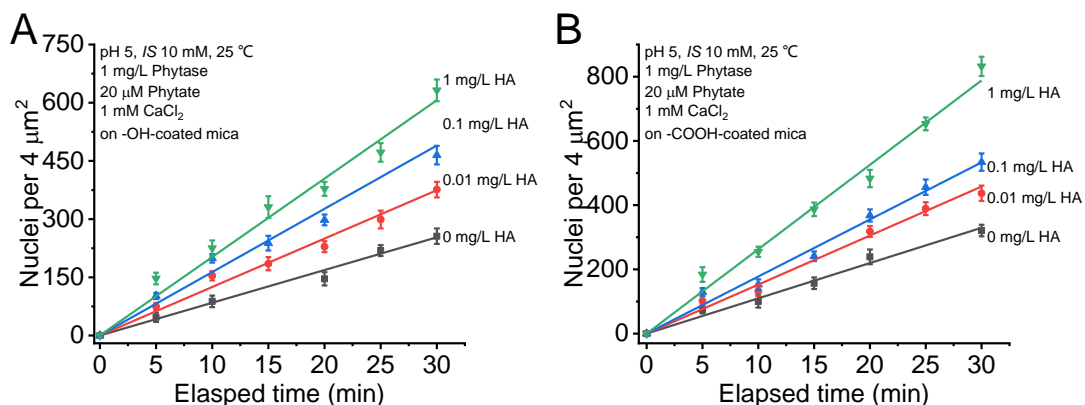 A
Nuclei per 4 μm²
750
600
450
300
150
0
pH 5, IS 10 mM, 25 ℃
1 mg/L Phytase
20 μM Phytate
1 mM CaCl₂
on -OH-coated mica
1 mg/L HA
0.1 mg/L HA
0.01 mg/L HA
0 mg/L HA
0 5 10 15 20 25 30
Elasped time (min)
B
Nuclei per 4 μm²
800
600
400
200
0
pH 5, IS 10 mM, 25 ℃
1 mg/L Phytase
20 μM Phytate
1 mM CaCl₂
on -COOH-coated mica
1 mg/L HA
0.1 mg/L HA
0.01 mg/L HA
0 mg/L HA
0 5 10 15 20 25 30
Elapsed time (min)